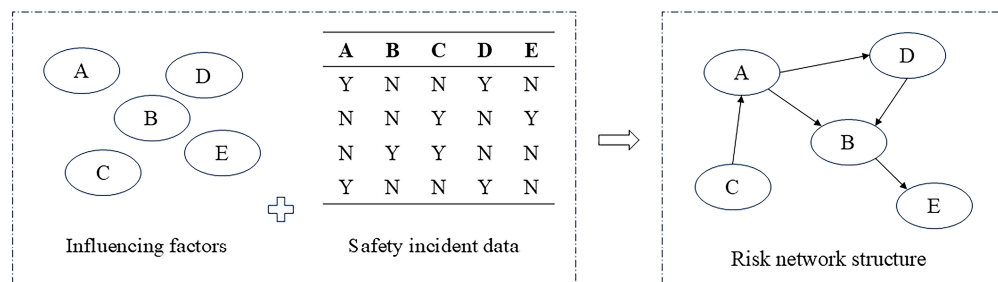 A
D
B
E
C
Influencing factors
A B C D E
Y N N Y N
N N Y N Y
N Y Y N N
Y N N Y N
Safety incident data
A
D
B
C
E
Risk network structure